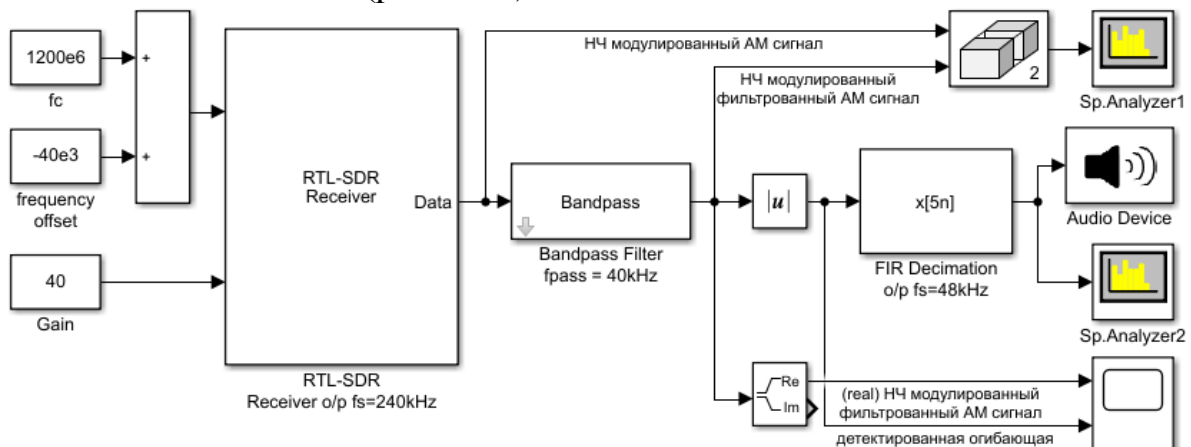 1200e6
fc
+
-40e3
+
frequency
offset
40
Gain
RTL-SDR
Receiver
Data
RTL-SDR
Receiver o/p fs=240kHz
НЧ модулированный АМ сигнал
НЧ модулированный
фильтрованный АМ сигнал
2
Sp.Analyzer1
Bandpass
Bandpass Filter
fpass = 40kHz
|u|
x[5n]
FIR Decimation
o/p fs=48kHz
Audio Device
Sp.Analyzer2
Re
Im
(real) НЧ модулированный
фильтрованный АМ сигнал
детектированная огибающая